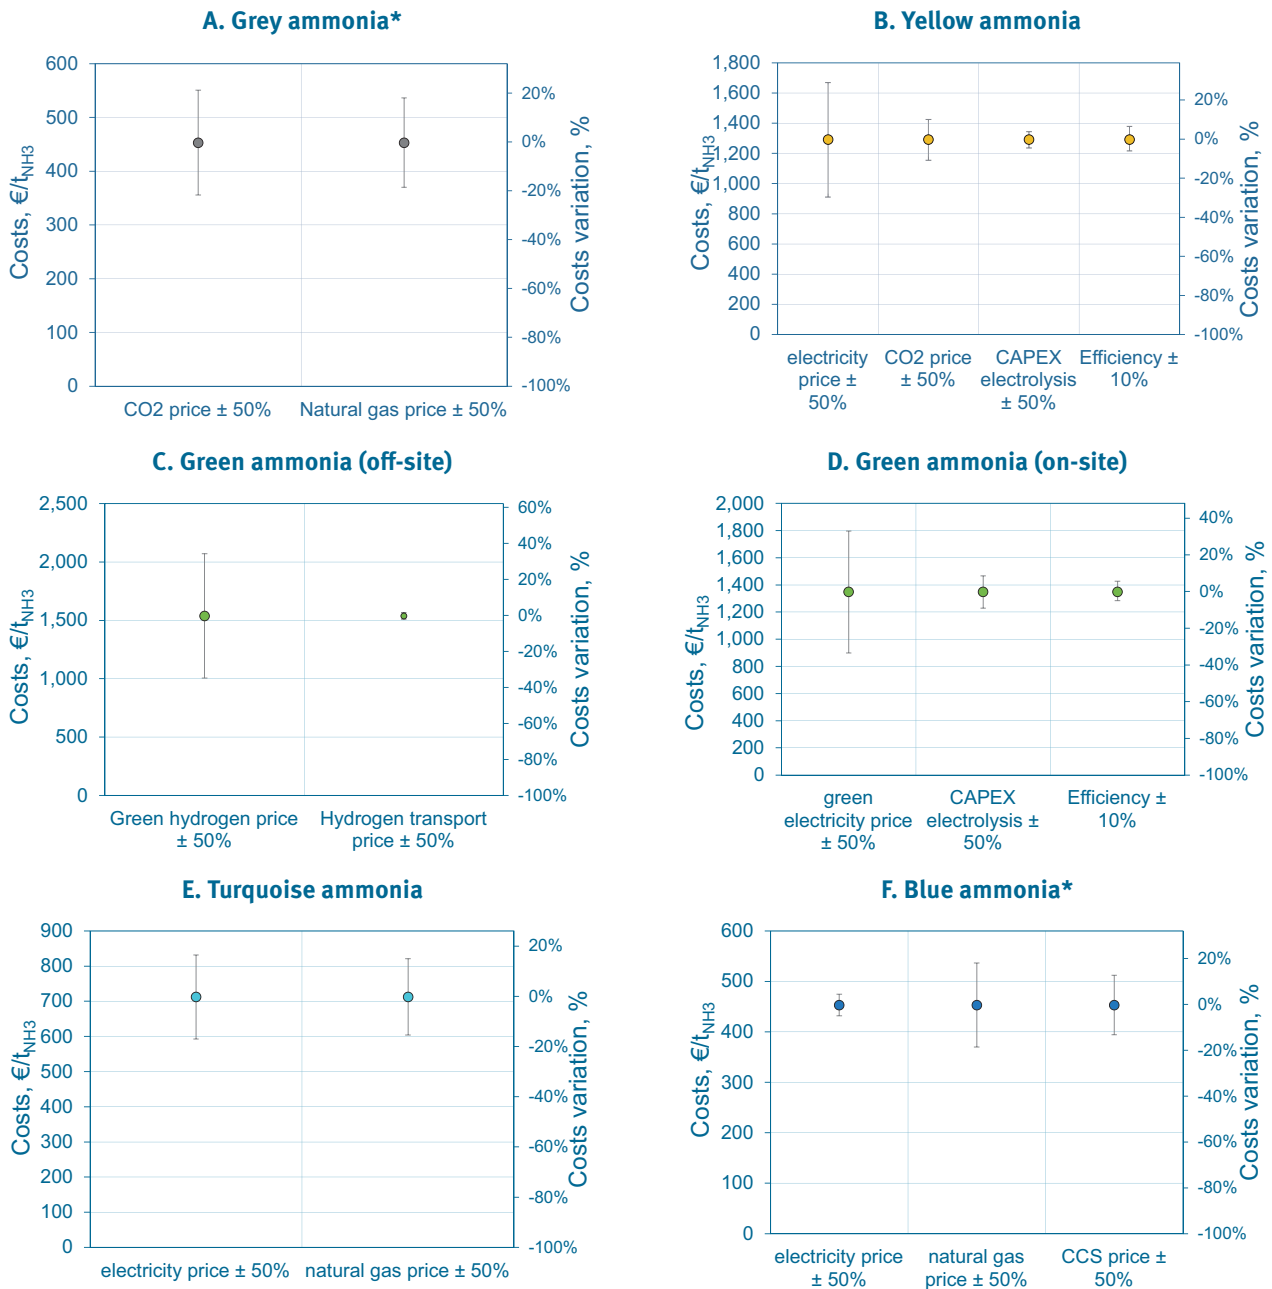 A. Grey ammonia*
600
500
400
300
200
100
0
Costs, €/tNH3
20%
0%
-20%
-40%
-60%
-80%
-100%
Costs variation, %
CO2 price ± 50%
Natural gas price ± 50%
B. Yellow ammonia
1,800
1,600
1,400
1,200
1,000
800
600
400
200
0
Costs, €/tNH3
20%
0%
-20%
-40%
-60%
-80%
-100%
Costs variation, %
electricity
price ±
50%
CO2 price
± 50%
CAPEX
electrolysis
± 50%
Efficiency ±
10%
C. Green ammonia (off-site)
2,500
2,000
1,500
1,000
500
0
Costs, €/tNH3
60%
40%
20%
0%
-20%
-40%
-60%
-80%
-100%
Costs variation, %
Green hydrogen price
± 50%
Hydrogen transport
price ± 50%
D. Green ammonia (on-site)
2,000
1,800
1,600
1,400
1,200
1,000
800
600
400
200
0
Costs, €/tNH3
40%
20%
0%
-20%
-40%
-60%
-80%
-100%
Costs variation, %
green
electricity price
± 50%
CAPEX
electrolysis ±
50%
Efficiency ±
10%
E. Turquoise ammonia
900
800
700
600
500
400
300
200
100
0
Costs, €/tNH3
20%
0%
-20%
-40%
-60%
-80%
-100%
Costs variation, %
electricity price ± 50%
natural gas price ± 50%
F. Blue ammonia*
600
500
400
300
200
100
0
Costs, €/tNH3
20%
0%
-20%
-40%
-60%
-80%
-100%
Costs variation, %
electricity price
± 50%
natural gas
price ± 50%
CCS price ±
50%